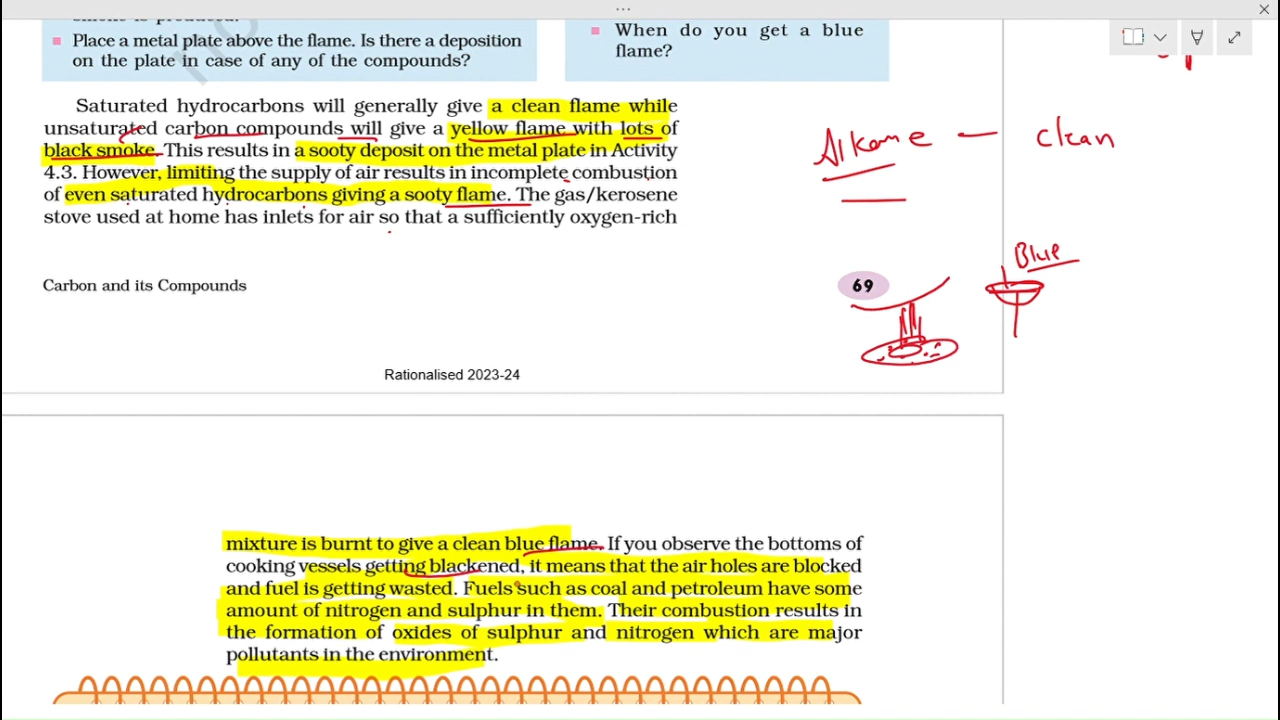 smoke is produced.
Place a metal plate above the flame. Is there a deposition
on the plate in case of any of the compounds?
When do you get a blue
flame?
Saturated hydrocarbons will generally give a clean flame while
unsaturated carbon compounds will give a yellow flame with lots of
black smoke. This results in a sooty deposit on the metal plate in Activity
4.3. However, limiting the supply of air results in incomplete combustion
of even saturated hydrocarbons giving a sooty flame. The gas/kerosene
stove used at home has inlets for air so that a sufficiently oxygen-rich
Alkane — clean
Blue
Carbon and its Compounds
69
Rationalised 2023-24
mixture is burnt to give a clean blue flame. If you observe the bottoms of
cooking vessels getting blackened, it means that the air holes are blocked
and fuel is getting wasted. Fuels such as coal and petroleum have some
amount of nitrogen and sulphur in them. Their combustion results in
the formation of oxides of sulphur and nitrogen which are major
pollutants in the environment.